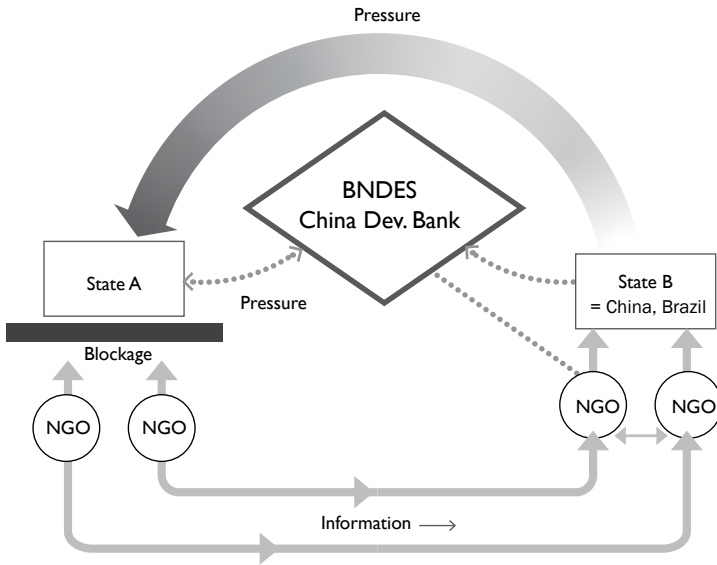 Pressure
BNDES
China Dev. Bank
State A
State B
= China, Brazil
Pressure
Blockage
NGO
NGO
NGO
NGO
Information